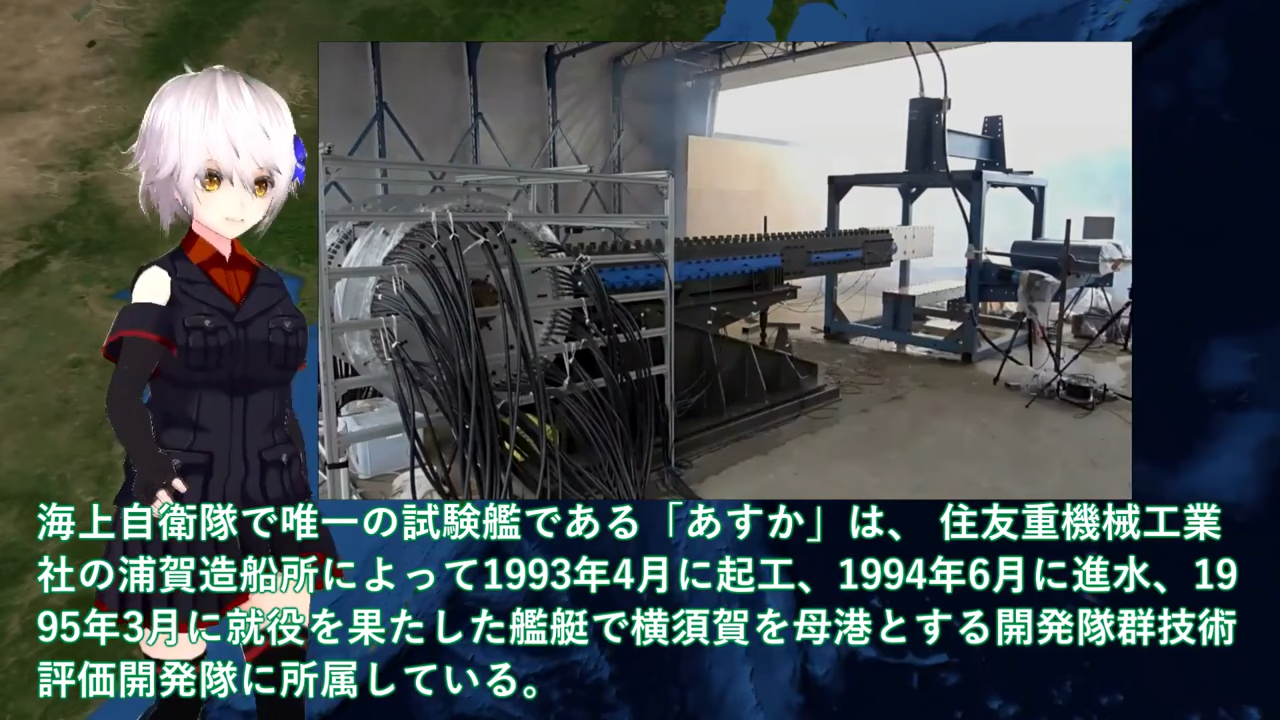 海上自衛隊で唯一の試験艦である「あすか」は、 住友重機械工業
社の浦賀造船所によって1993年4月に起工、1994年6月に進水、19
95年3月に就役を果たした艦艇で横須賀を母港とする開発隊群技術
評価開発隊に所属している。